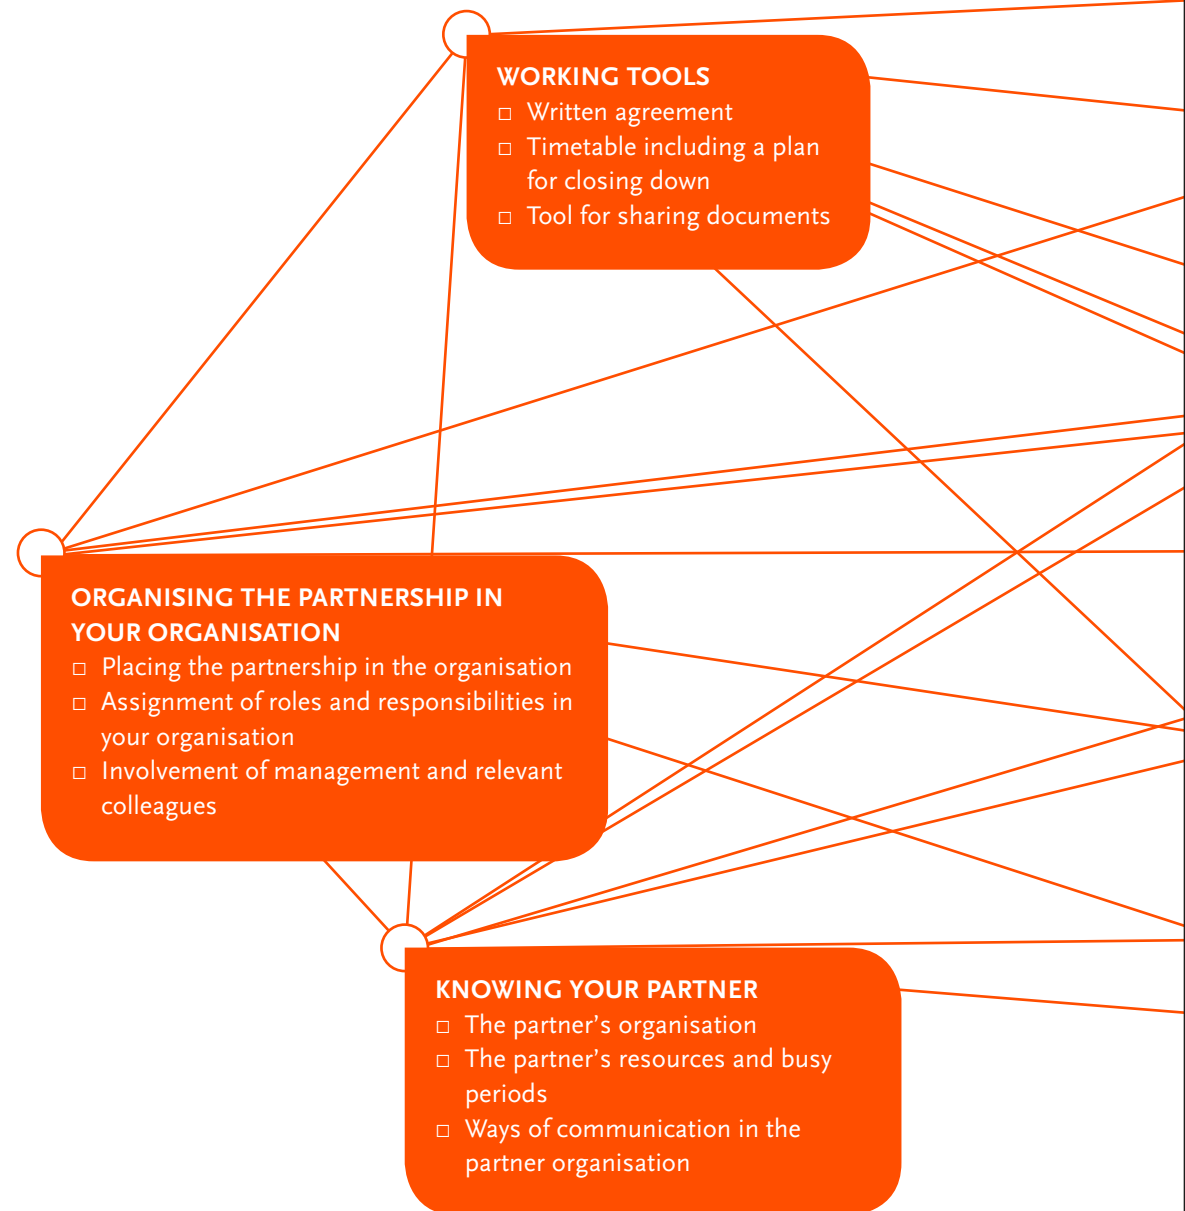 WORKING TOOLS
□ Written agreement
□ Timetable including a plan
for closing down
□ Tool for sharing documents
ORGANISING THE PARTNERSHIP IN
YOUR ORGANISATION
□ Placing the partnership in the organisation
□ Assignment of roles and responsibilities in
your organisation
□ Involvement of management and relevant
colleagues
KNOWING YOUR PARTNER
□ The partner’s organisation
□ The partner’s resources and busy
periods
□ Ways of communication in the
partner organisation